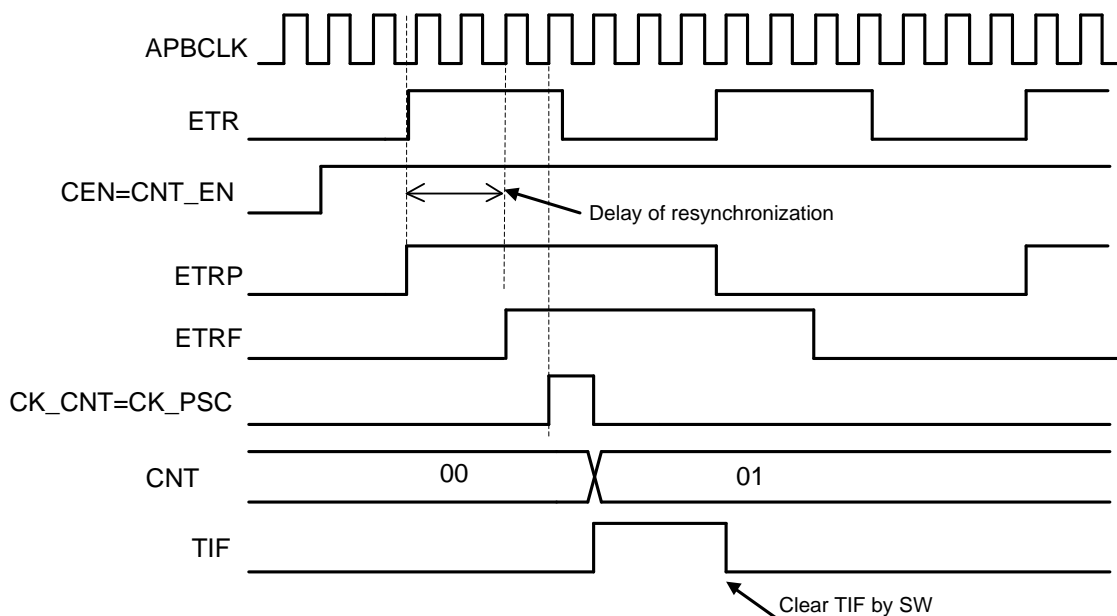 APBCLK
ETR
CEN=CNT_EN
Delay of resynchronization
ETRP
ETRF
CK_CNT=CK_PSC
CNT 00 01
TIF
Clear TIF by SW